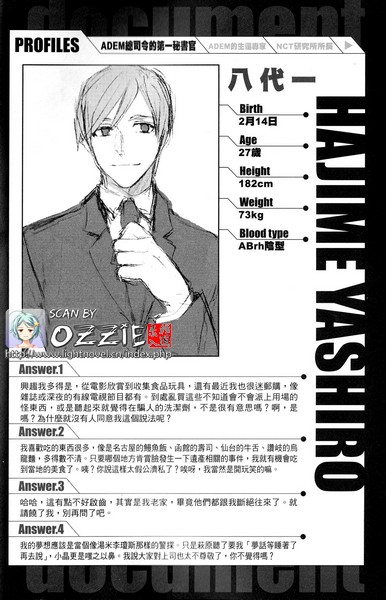 document
PROFILES
ADEM總司令的第一秘書官
ADEM的生還專家
NCT研究所所長
八代一
Birth
2月14日
Age
27歲
Height
182cm
Weight
73kg
Blood type
ABrh陰型
HAJIME YASHIRO
SCAN BY
OZZIE
http://www.lightnovel.cn/index.php
Answer.1
興趣我多得是，從電影欣賞到收集食品玩具，還有最近我也很迷郵購，像
雜誌或深夜的有線電視節目都有。到處亂買這些不知道會不會派上用場的
怪東西，或是聽起來就覺得在騙人的洗潔劑，不是很有意思嗎？啊，是
嗎？為什麼就沒有人同意我這個說法呢？
Answer.2
我喜歡吃的東西很多，像是名古屋的鰻魚飯、函館的壽司、仙台的牛舌、讚岐的烏
龍麵，多得數不清。只要哪個地方肯賞臉發生一下遺產相關的事件，我就有機會吃
到當地的美食了。咦？你說這樣太假公濟私了？唉呀，我當然是開玩笑的嘛。
Answer.3
哈哈，這有點不好啟齒，其實是我老家，畢竟他們都跟我斷絕往來了。就
請饒了我，別再問了吧。
Answer.4
我的夢想應該是當個像湯米李瓊斯那樣的警探。只是萩原聽了要我「夢話等睡著了
再去說」，小晶更是嗤之以鼻。我說大家對上司也太不尊敬了，你不覺得嗎？
document